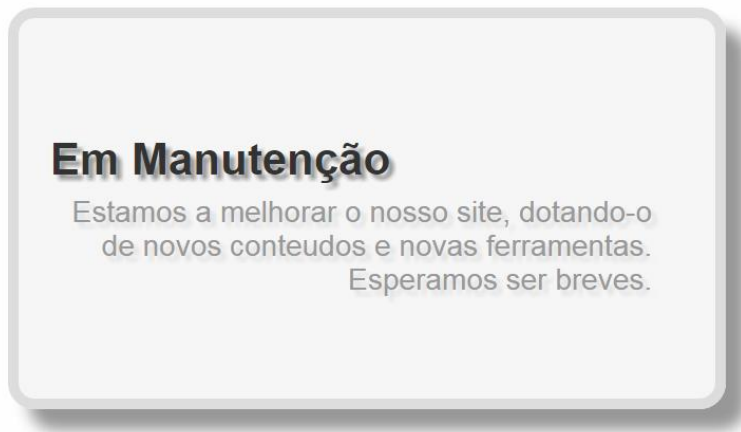 Em Manutenção
Estamos a melhorar o nosso site, dotando-o
de novos conteudos e novas ferramentas.
Esperamos ser breves.